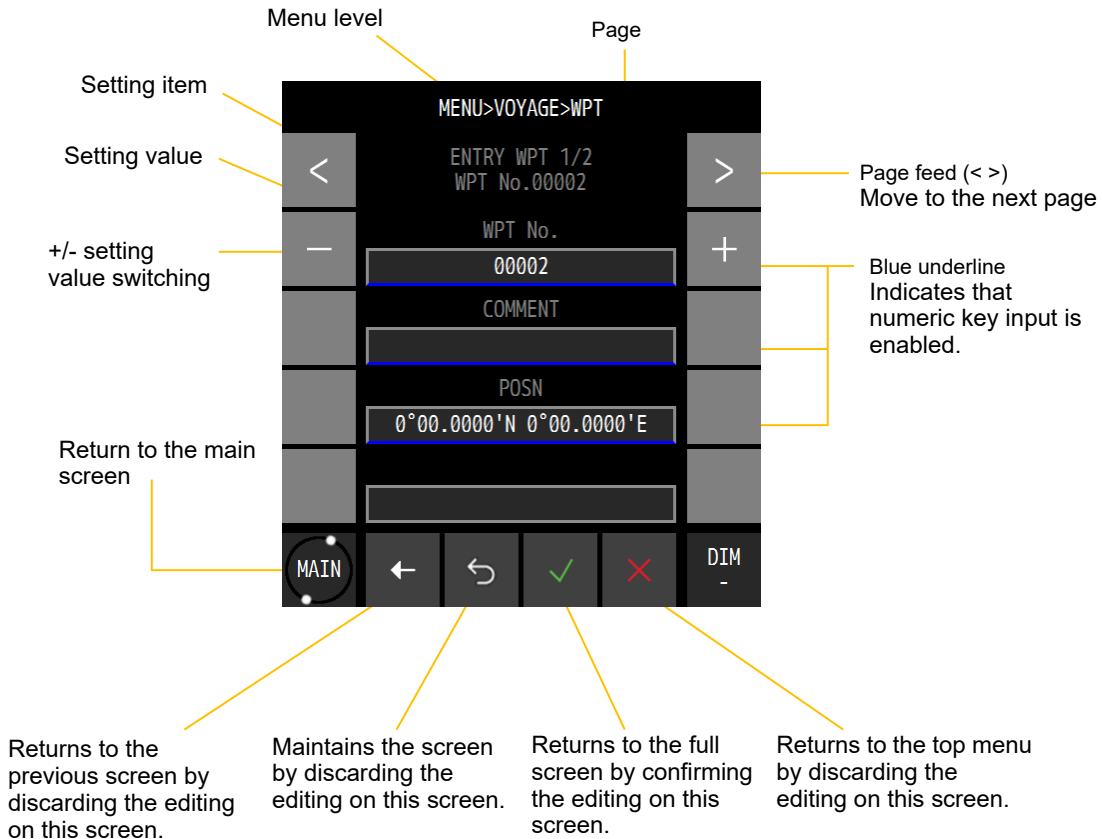 Menu level
Page
Setting item
MENU>VOYAGE>WPT
Setting value
<
ENTRY WPT 1/2
WPT No.00002
>
Page feed (< >)
Move to the next page
+/- setting
value switching
−
WPT No.
00002
+
Blue underline
Indicates that
numeric key input is
enabled.
COMMENT
POSN
0°00.0000'N 0°00.0000'E
Return to the main
screen
MAIN
DIM
-
Returns to the
previous screen by
discarding the editing
on this screen.
Maintains the screen
by discarding the
editing on this screen.
Returns to the full
screen by confirming
the editing on this
screen.
Returns to the top menu
by discarding the
editing on this screen.